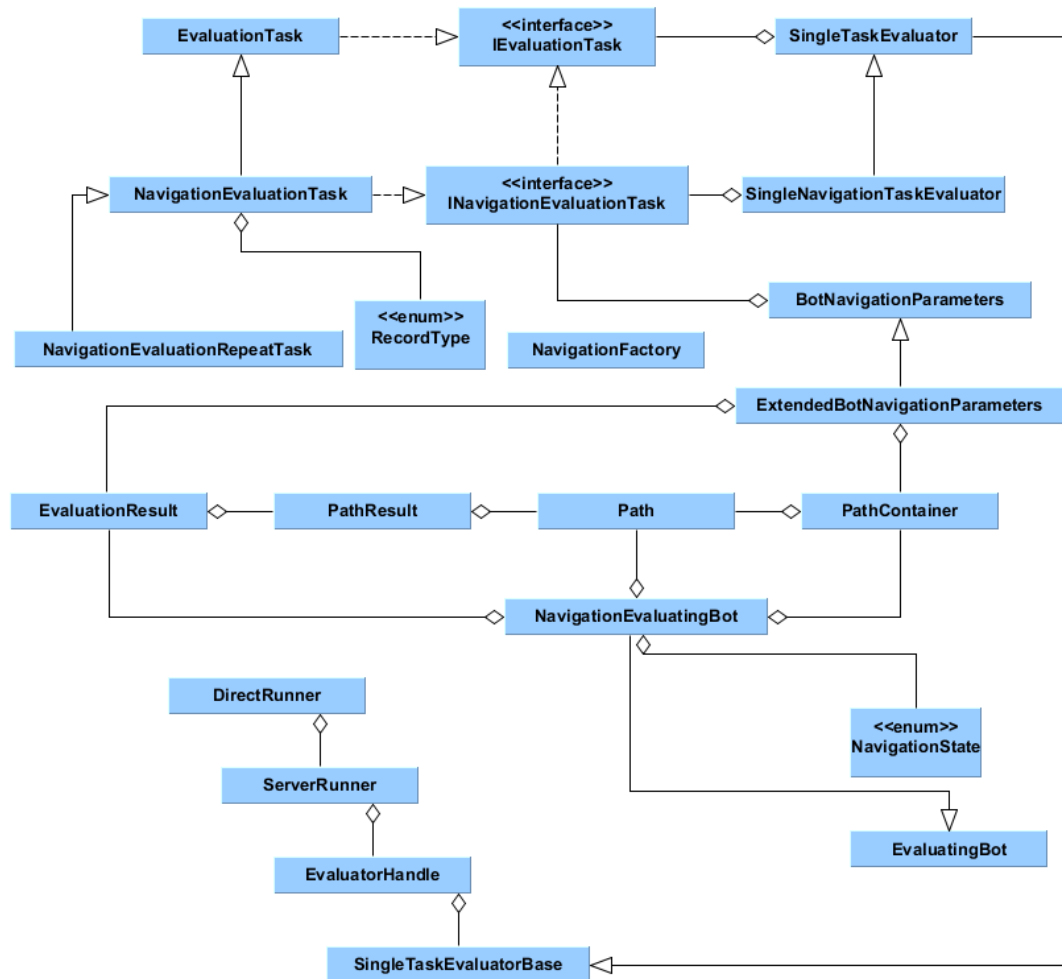 EvaluationTask
<<interface>>
IEvaluationTask
SingleTaskEvaluator
NavigationEvaluationTask
<<interface>>
INavigationEvaluationTask
SingleNavigationTaskEvaluator
BotNavigationParameters
<<enum>>
RecordType
NavigationEvaluationRepeatTask
NavigationFactory
ExtendedBotNavigationParameters
EvaluationResult
PathResult
Path
PathContainer
NavigationEvaluatingBot
DirectRunner
<<enum>>
NavigationState
ServerRunner
EvaluatingBot
EvaluatorHandle
SingleTaskEvaluatorBase